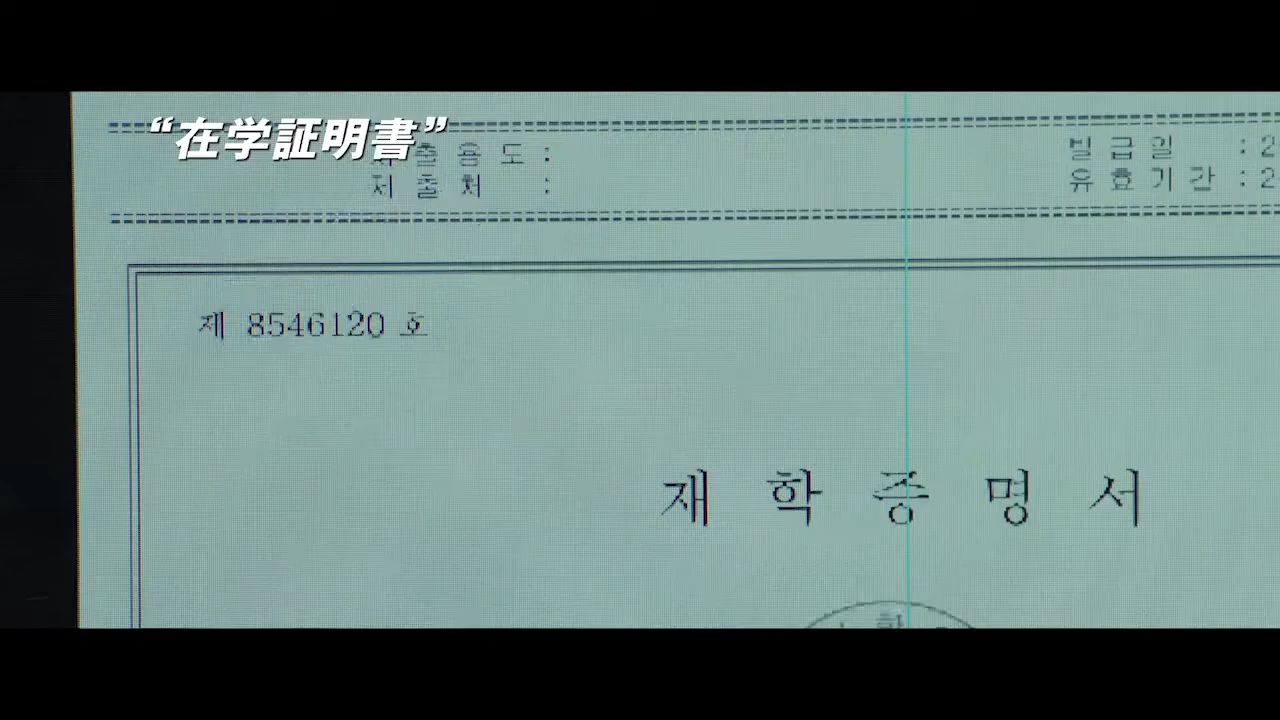 “在学証明書”
출용도 : 발급일 : 2
제출처 : 유효기간 : 2
제 8546120 호
재학증명서
학